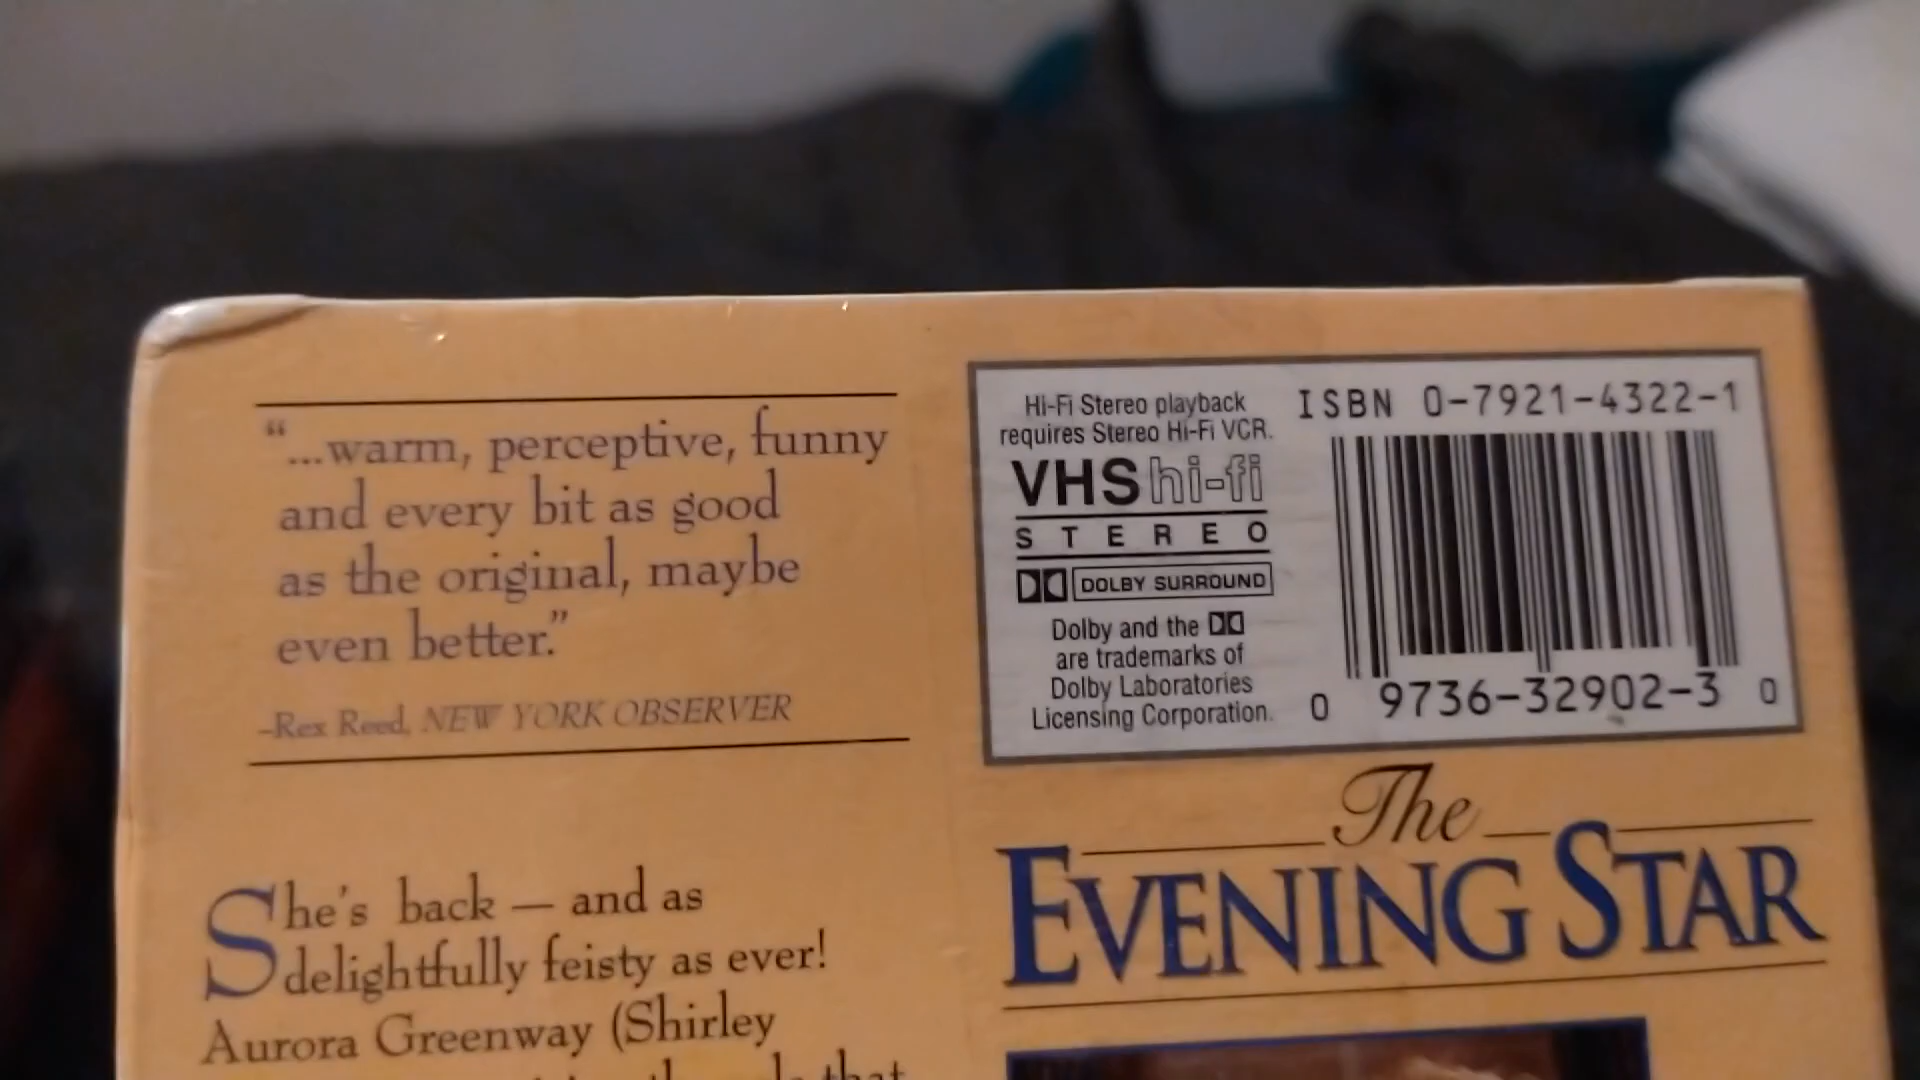 “...warm, perceptive, funny
and every bit as good
as the original, maybe
even better.”
–Rex Reed, NEW YORK OBSERVER
She's back — and as
delightfully feisty as ever!
Aurora Greenway (Shirley
that
Hi-Fi Stereo playback
requires Stereo Hi-Fi VCR.
VHS hi-fi
STEREO
DOLBY SURROUND
Dolby and the
are trademarks of
Dolby Laboratories
Licensing Corporation.
ISBN 0-7921-4322-1
0 9736-32902-3 0
The
EVENING STAR